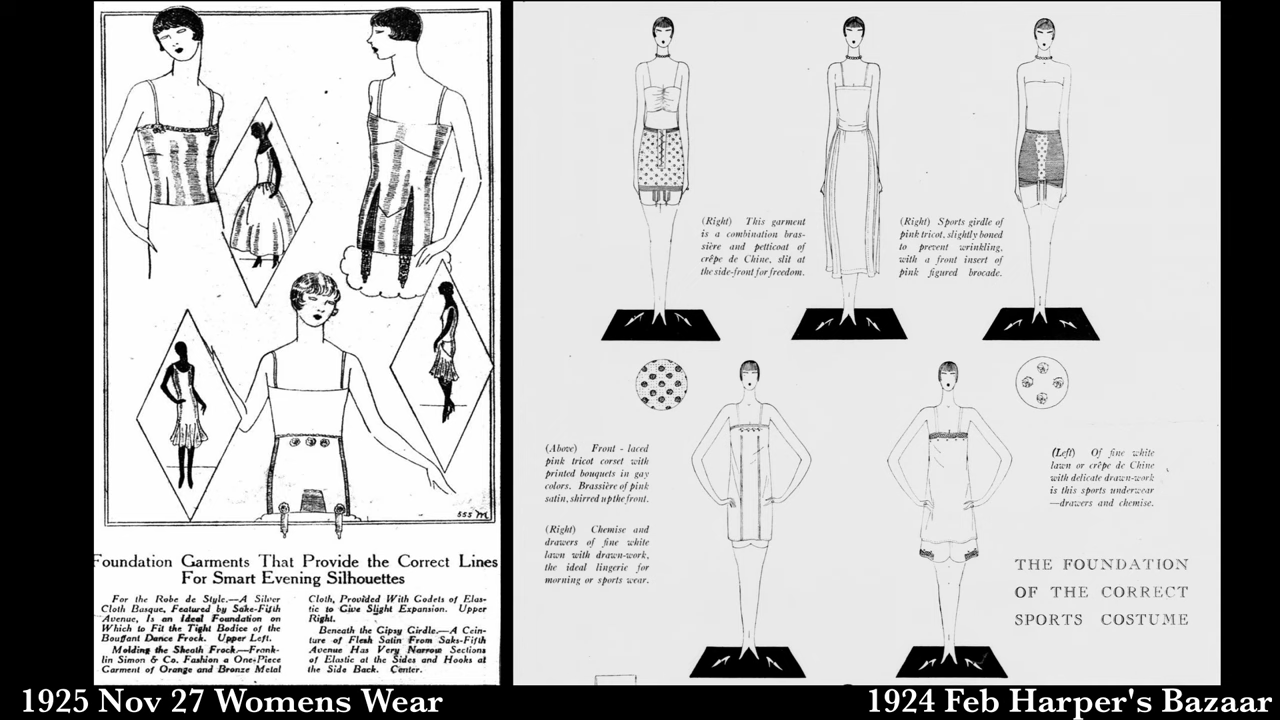 555 M
Foundation Garments That Provide the Correct Lines
For Smart Evening Silhouettes
For the Robe de Style.—A Silver
Cloth Basque, Featured by Saks-Fifth
Avenue, Is an Ideal Foundation on
Which to Fit the Tight Bodice of the
Bouffant Dance Frock. Upper Left.
Molding the Sheath Frock.—Frank-
lin Simon & Co. Fashion a One-Piece
Garment of Orange and Bronze Metal
Cloth, Provided With Godets of Elas-
tic to Give Slight Expansion. Upper
Right.
Beneath the Gipsy Girdle.—A Cein-
ture of Flesh Satin From Saks-Fifth
Avenue Has Very Narrow Sections
of Elastic at the Sides and Hooks at
the Side Back. Center.
1925 Nov 27 Womens Wear
(Right) This garment
is a combination bras-
sière and petticoat of
crêpe de Chine, slit at
the side-front for freedom.
(Right) Sports girdle of
pink tricot, slightly boned
to prevent wrinkling,
with a front insert of
pink figured brocade.
(Above) Front - laced
pink tricot corset with
printed bouquets in gay
colors. Brassière of pink
satin, shirred up the front.
(Right) Chemise and
drawers of fine white
lawn with drawn-work,
the ideal lingerie for
morning or sports wear.
(Left) Of fine white
lawn or crêpe de Chine
with delicate drawn-work
is this sports underwear
—drawers and chemise.
THE FOUNDATION
OF THE CORRECT
SPORTS COSTUME
1924 Feb Harper's Bazaar